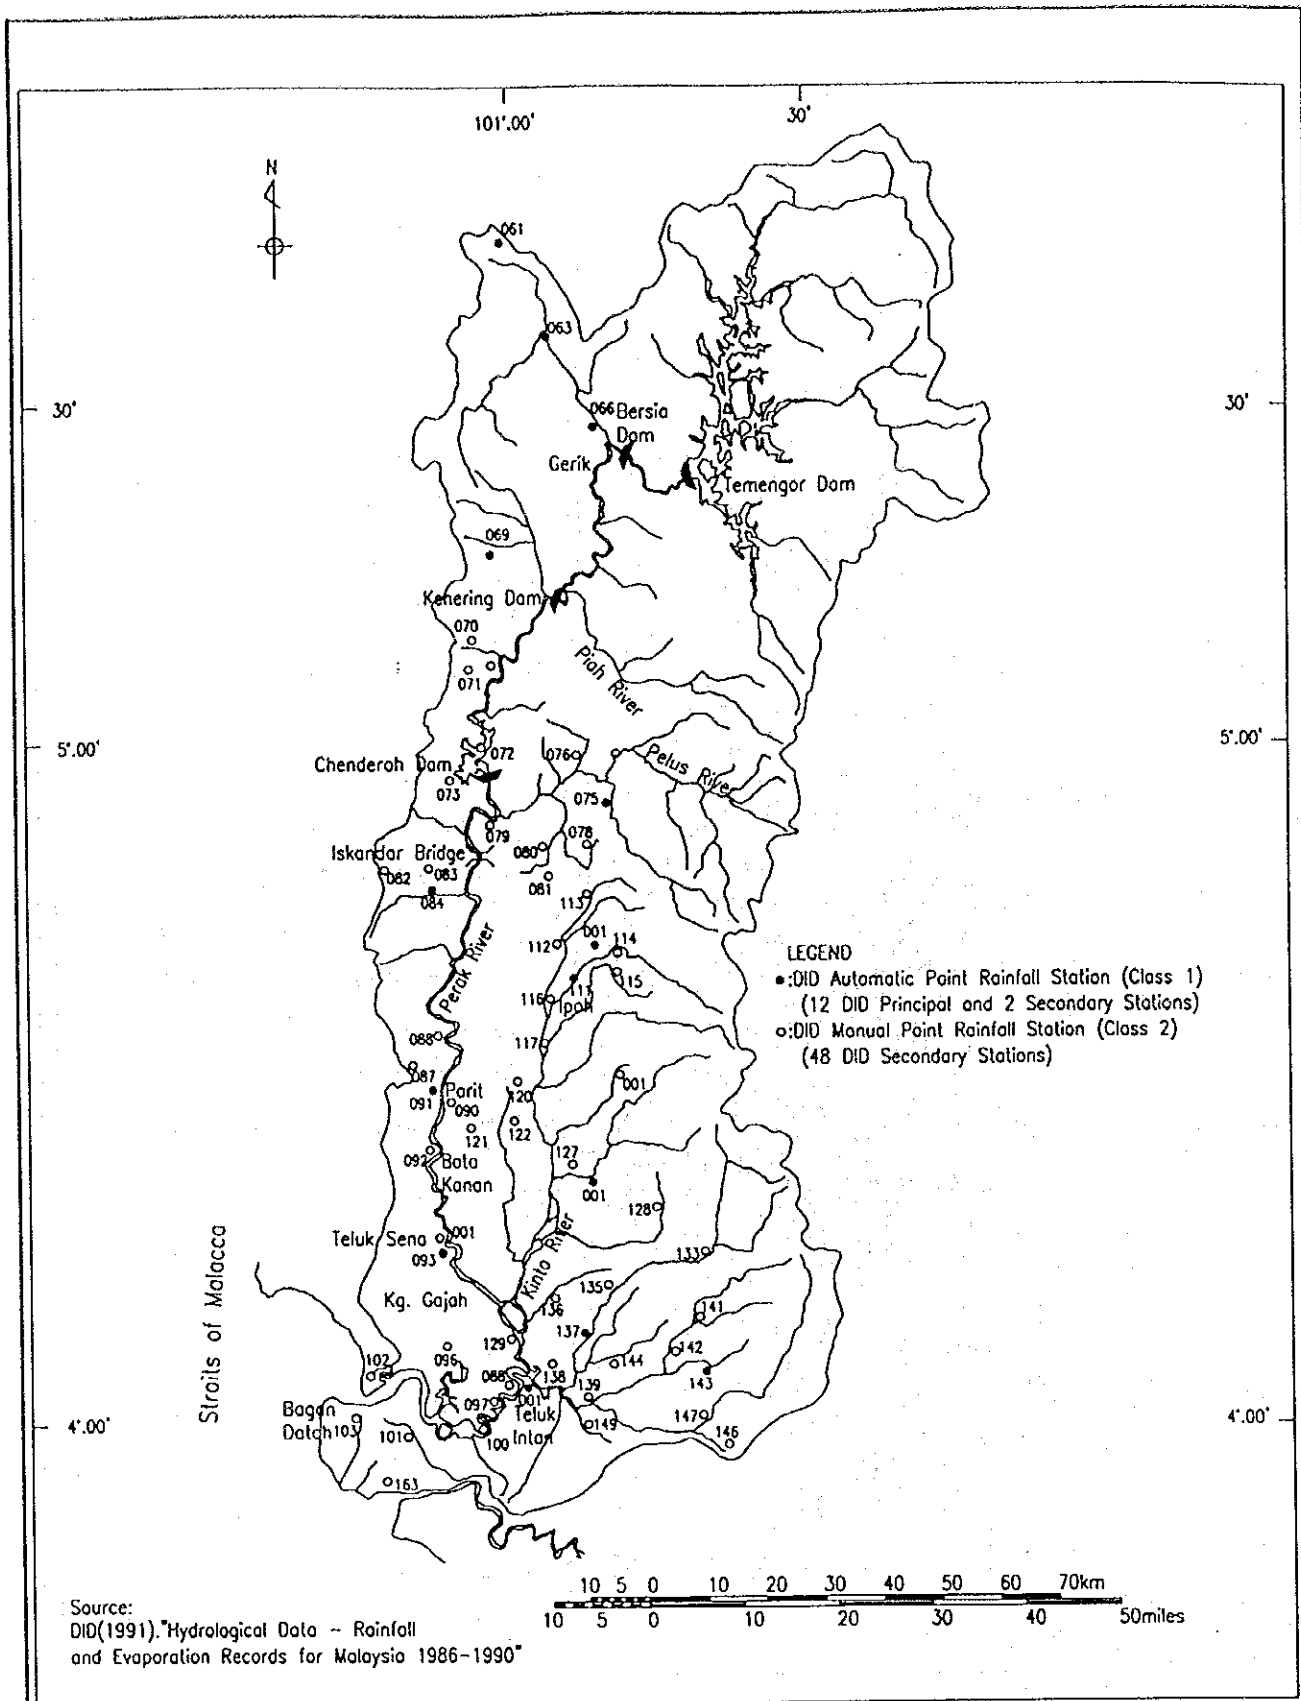 101°.00'
30'
N
061
063
30'
30'
066
Bersia
Dam
Gerik
Temengor Dam
069
Kenering Dam
070
071
Piah River
5°.00'
5°.00'
072
076
Pelus River
Chenderoh Dam
073
075
079
080
078
Iskandar Bridge
082
083
084
081
113
Perak River
112
001
114
LEGEND
●:DID Automatic Point Rainfall Station (Class 1)
(12 DID Principal and 2 Secondary Stations)
○:DID Manual Point Rainfall Station (Class 2)
(48 DID Secondary Stations)
111
115
116
Ipoh
088
117
087
091
Parit
090
120
001
121
122
092
Bota
Kanan
127
001
128
Straits of Malacca
Teluk Sena
001
093
Kinta River
133
Kg. Gajah
135
136
141
137
129
142
096
102
138
144
143
088
139
001
097
Teluk
Intan
147
Bagan
Datoh
103
101
100
149
146
4°.00'
4°.00'
163
10 5 0 10 20 30 40 50 60 70km
10 5 0 10 20 30 40 50miles
Source:
DID(1991)."Hydrological Data - Rainfall
and Evaporation Records for Malaysia 1986-1990"